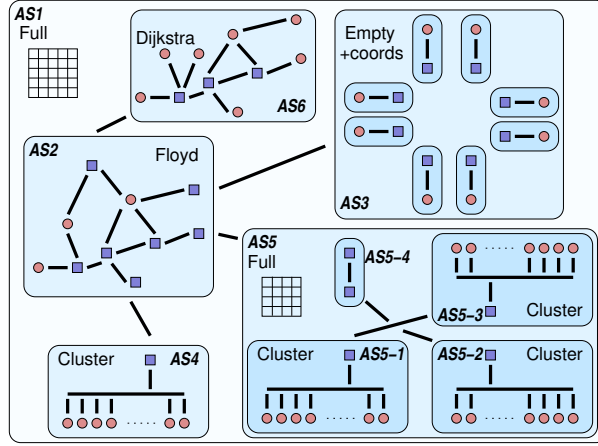 AS1
Full
Dijkstra
AS6
Empty
+coords
AS3
AS2
Floyd
AS5
Full
AS5−4
AS5−3
Cluster
Cluster
AS4
Cluster
AS5−1
AS5−2
Cluster